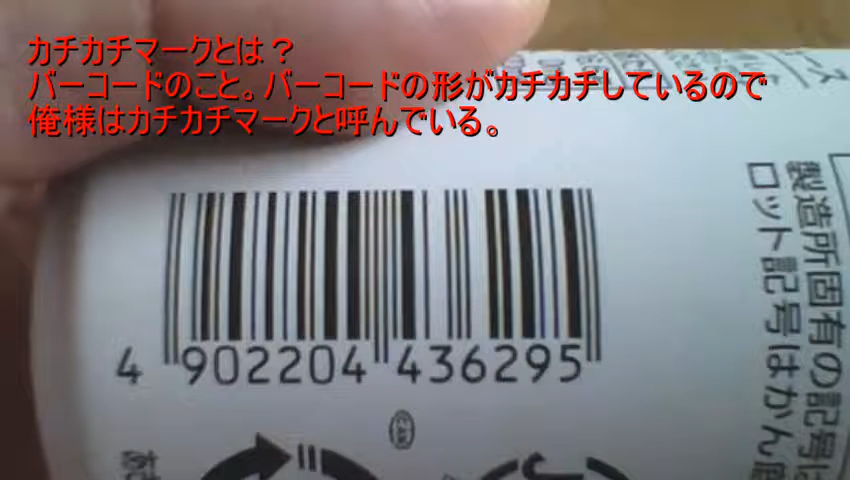 カチカチマークとは？
バーコードのこと。バーコードの形がカチカチしているので
俺様はカチカチマークと呼んでいる。
4 902204 436295
製造所固有の記号は
ロット記号はかん底